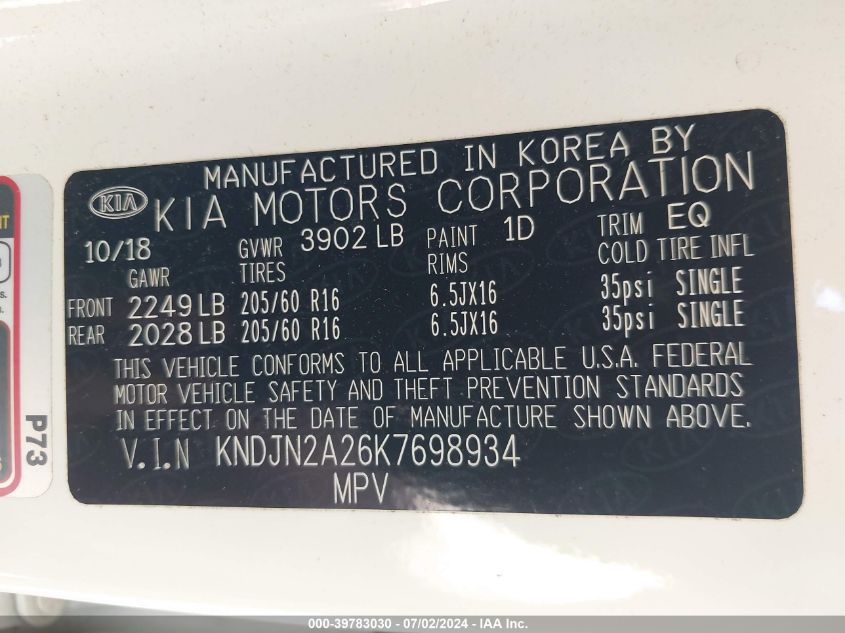 MANUFACTURED IN KOREA BY
KIA KIA MOTORS CORPORATION
10/18 GVWR 3902 LB PAINT 1D TRIM EQ
GAWR TIRES RIMS COLD TIRE INFL
FRONT 2249 LB 205/60 R16 6.5JX16 35psi SINGLE
REAR 2028 LB 205/60 R16 6.5JX16 35psi SINGLE
THIS VEHICLE CONFORMS TO ALL APPLICABLE U.S.A. FEDERAL
MOTOR VEHICLE SAFETY AND THEFT PREVENTION STANDARDS
IN EFFECT ON THE DATE OF MANUFACTURE SHOWN ABOVE.
V.I.N KNDJN2A26K7698934
MPV
P73
000-39783030 - 07/02/2024 - IAA Inc.